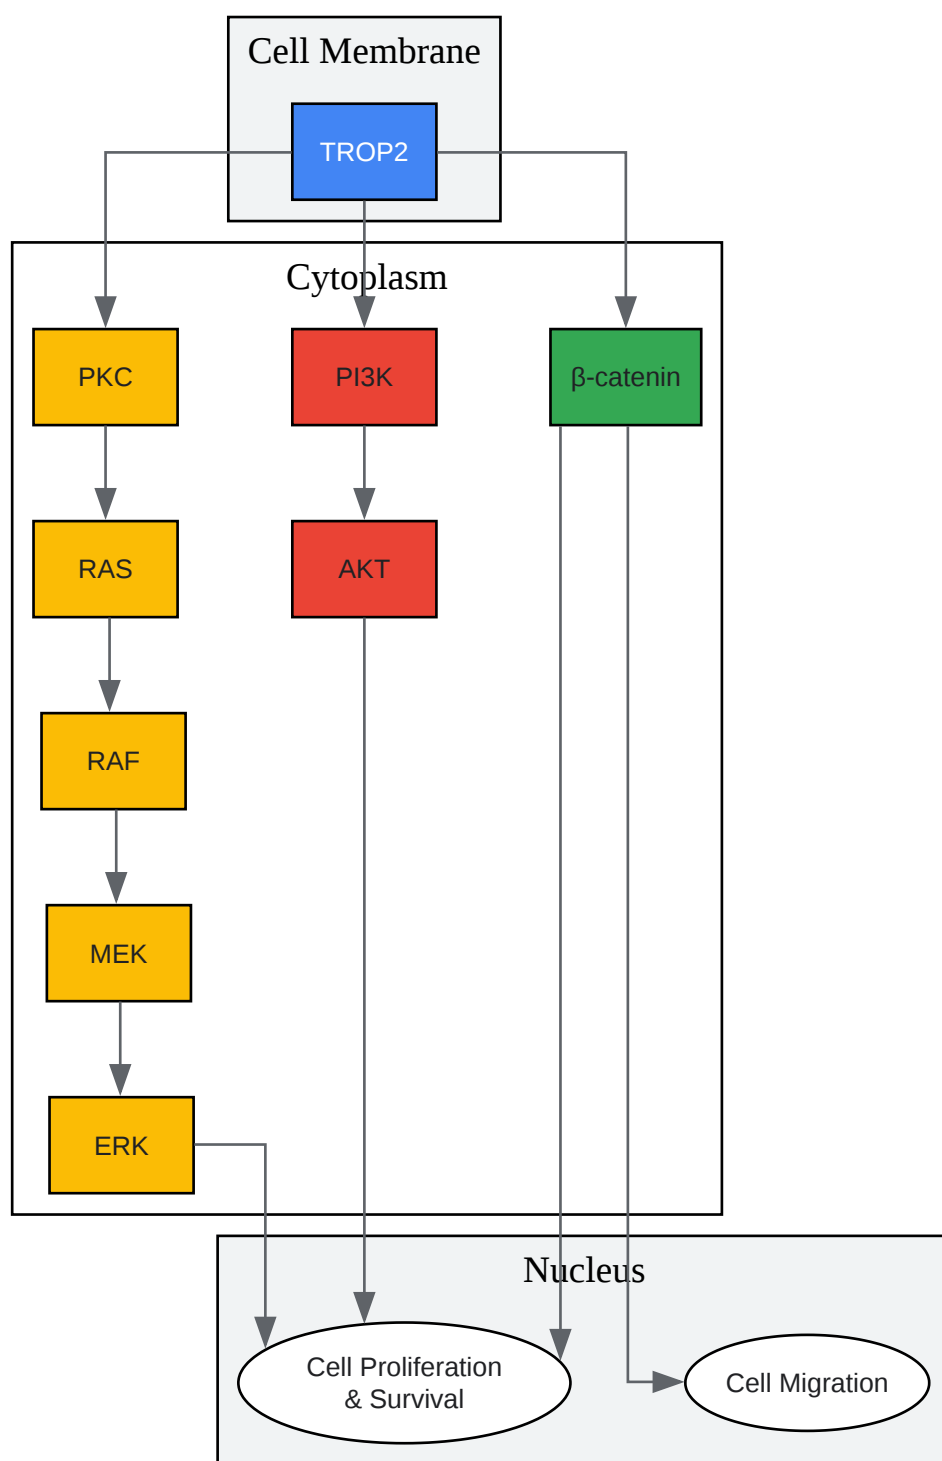 Cell Membrane
TROP2
Cytoplasm
PKC
PI3K
β-catenin
RAS
AKT
RAF
MEK
ERK
Nucleus
Cell Proliferation
& Survival
Cell Migration